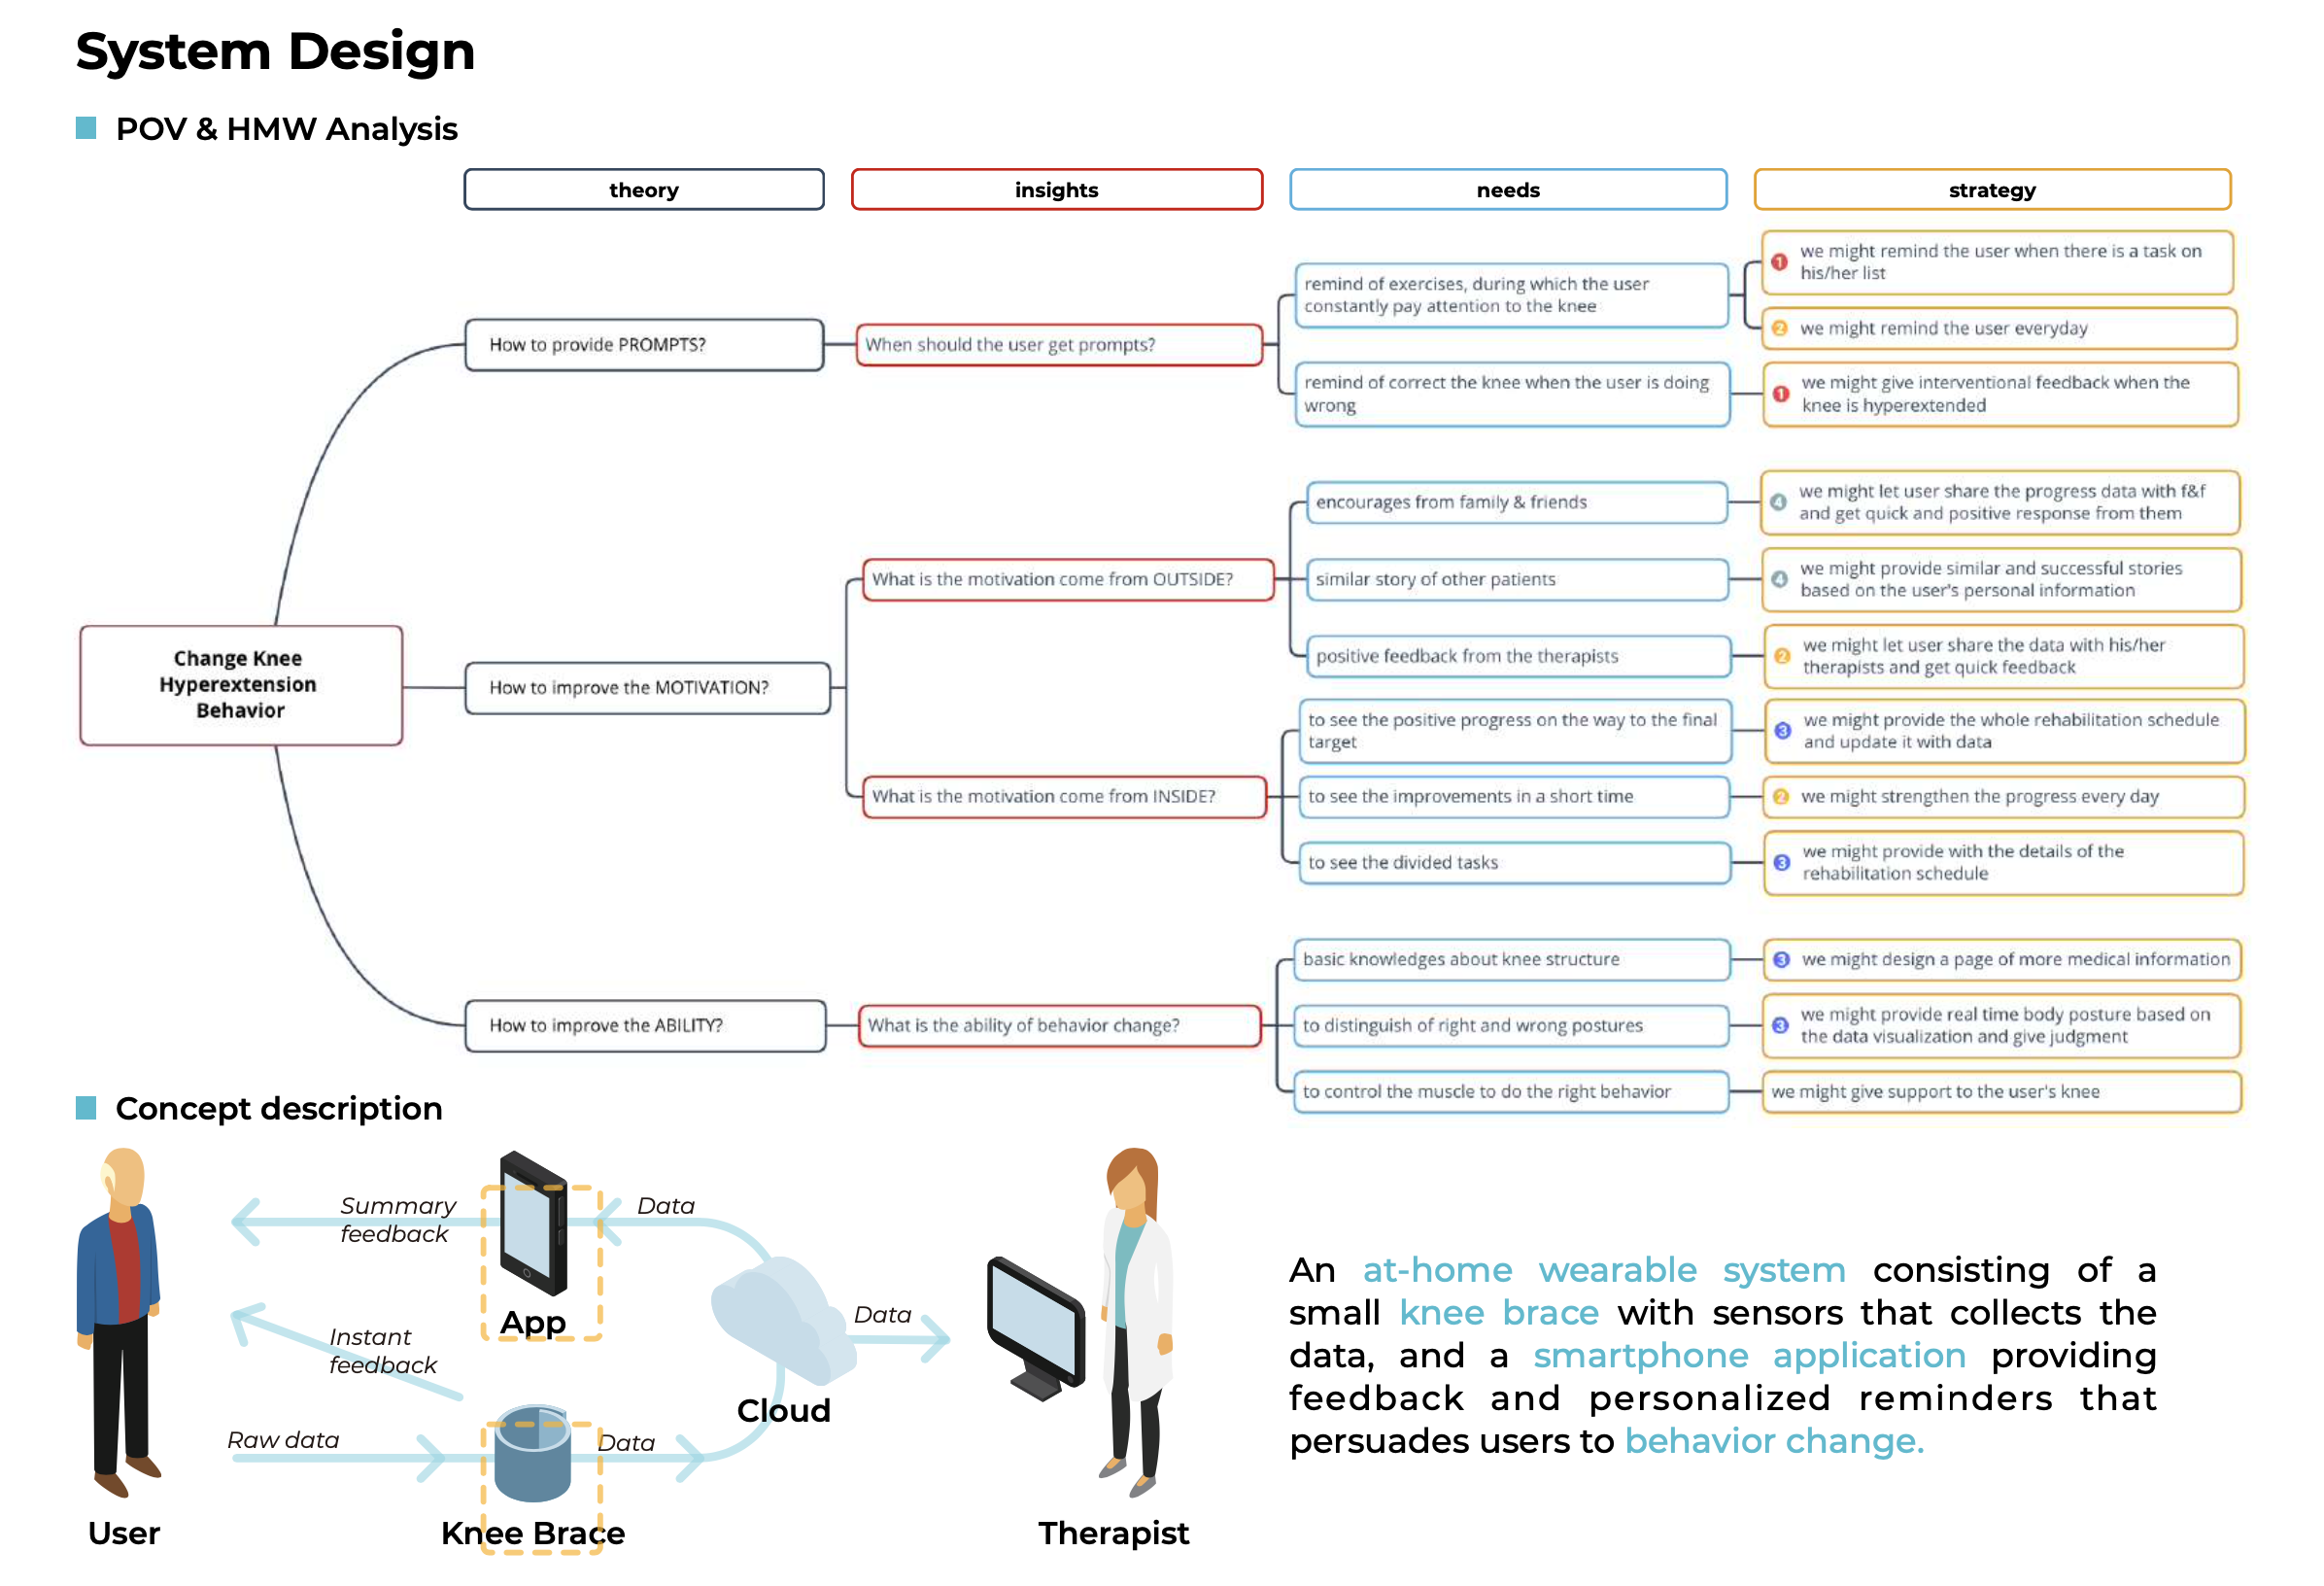 System Design
POV & HMW Analysis
theory
insights
needs
strategy
Change Knee
Hyperextension
Behavior
How to provide PROMPTS?
When should the user get prompts?
remind of exercises, during which the user
constantly pay attention to the knee
1 we might remind the user when there is a task on
his/her list
2 we might remind the user everyday
remind of correct the knee when the user is doing
wrong
1 we might give interventional feedback when the
knee is hyperextended
How to improve the MOTIVATION?
What is the motivation come from OUTSIDE?
encourages from family & friends
4 we might let user share the progress data with f&f
and get quick and positive response from them
similar story of other patients
4 we might provide similar and successful stories
based on the user's personal information
positive feedback from the therapists
2 we might let user share the data with his/her
therapists and get quick feedback
What is the motivation come from INSIDE?
to see the positive progress on the way to the final
target
3 we might provide the whole rehabilitation schedule
and update it with data
to see the improvements in a short time
2 we might strengthen the progress every day
to see the divided tasks
3 we might provide with the details of the
rehabilitation schedule
How to improve the ABILITY?
What is the ability of behavior change?
basic knowledges about knee structure
3 we might design a page of more medical information
to distinguish of right and wrong postures
3 we might provide real time body posture based on
the data visualization and give judgment
to control the muscle to do the right behavior
we might give support to the user's knee
Concept description
Summary
feedback
Data
App
Instant
feedback
Data
Cloud
Raw data
Data
User
Knee Brace
Therapist
An at-home wearable system consisting of a
small knee brace with sensors that collects the
data, and a smartphone application providing
feedback and personalized reminders that
persuades users to behavior change.